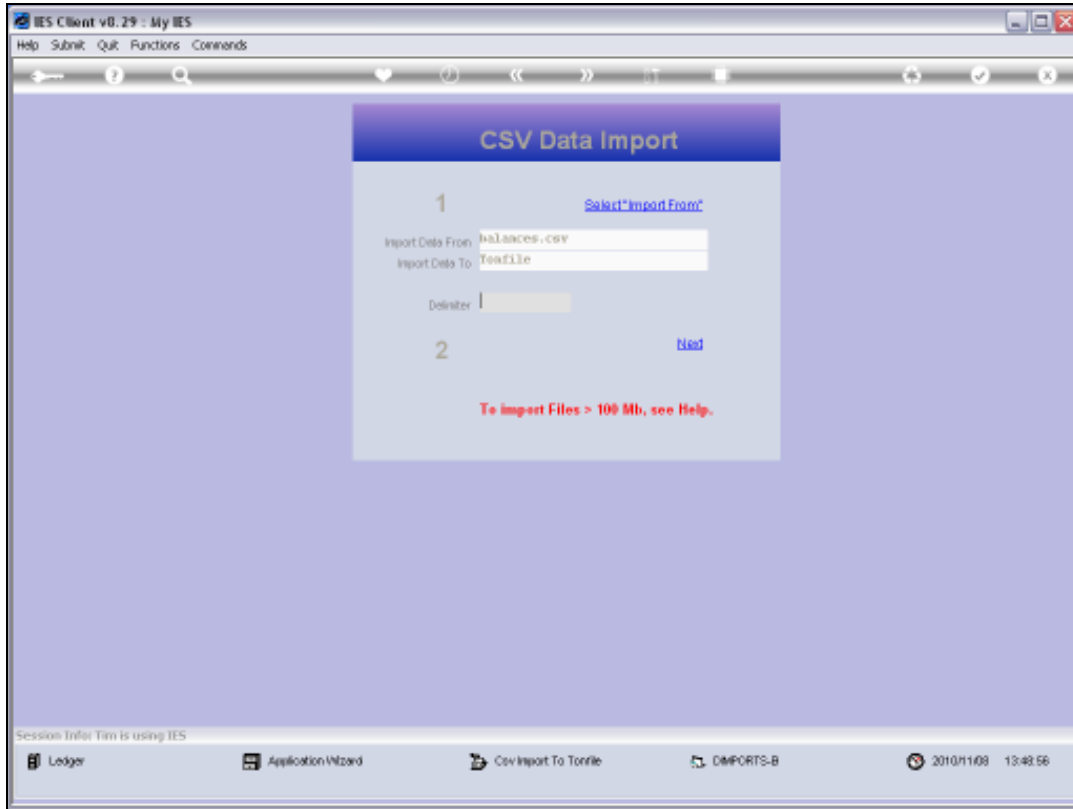 IES Client v8.29 : My IES
Help Submit Quit Functions Commands
CSV Data Import
1
Select "Import From"
Import Data From balances.csv
Import Data To Tonfile
Delimiter
2
Next
To import Files > 100 Mb, see Help.
Session Info: Tim is using IES
Ledger Application Wizard Csv Import To Tonfile DIMPORTS-B 2010/11/08 13:48:56